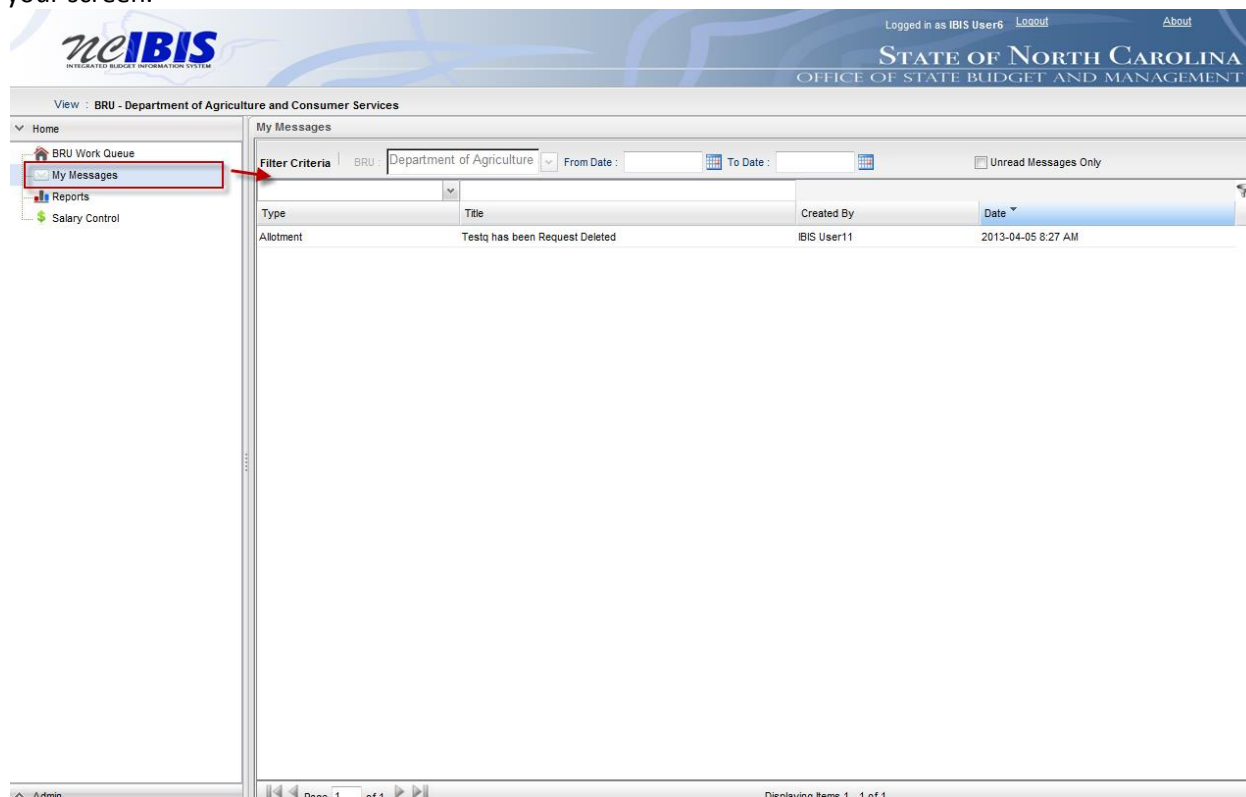 your screen.
Logged in as IBIS User6 Logout About
ncIBIS
INTEGRATED BUDGET INFORMATION SYSTEM
STATE OF NORTH CAROLINA
OFFICE OF STATE BUDGET AND MANAGEMENT
View : BRU - Department of Agriculture and Consumer Services
Home
My Messages
BRU Work Queue
My Messages
Reports
Salary Control
Filter Criteria BRU : Department of Agriculture From Date : To Date : Unread Messages Only
Type Title Created By Date
Allotment Testq has been Request Deleted IBIS User11 2013-04-05 8:27 AM
Admin
Page 1 of 1 Displaying items 1 - 1 of 1